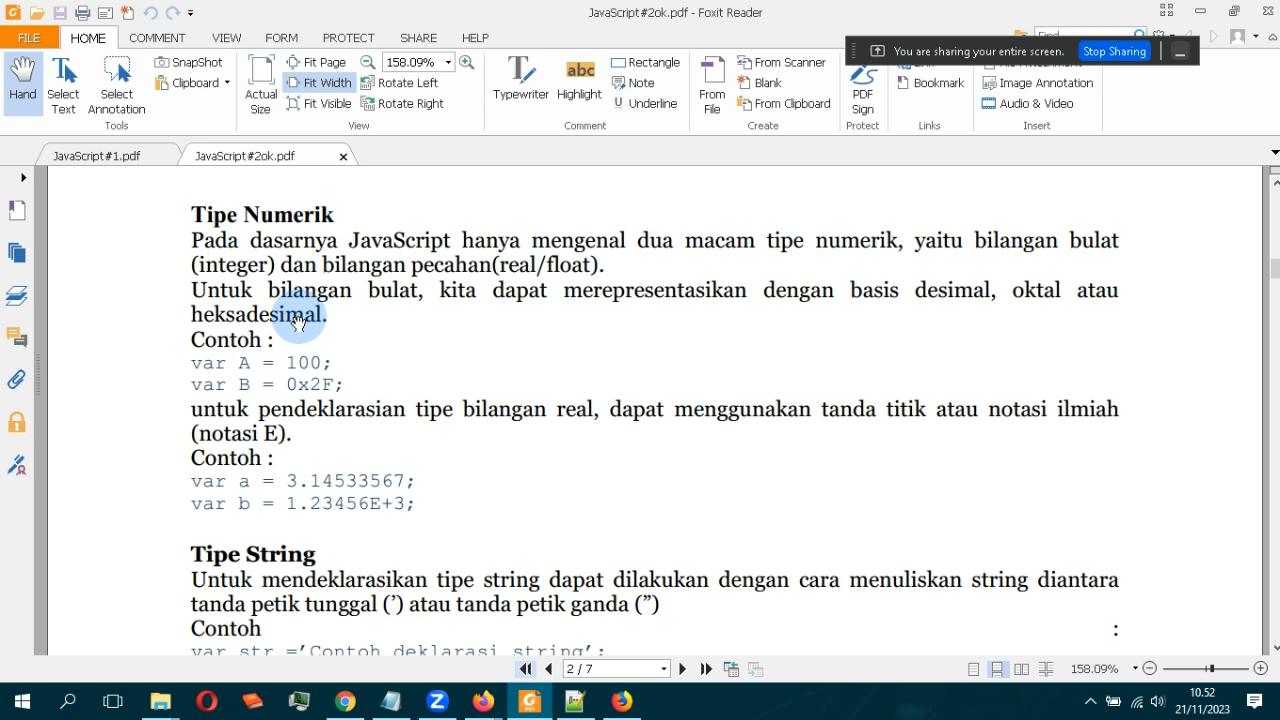 JavaScript#2ok.pdf - Foxit Reader
FILE HOME COMMENT VIEW FORM PROTECT SHARE HELP
Find
You are sharing your entire screen. Stop Sharing
Hand
Select Text
Select Annotation
SnapShot
Clipboard
Tools
Actual Size
Fit Page
Fit Width
Fit Visible
158.09%
Rotate Left
Rotate Right
View
Typewriter
Highlight
Rectangle
Note
Underline
Comment
From File
From Scanner
Blank
From Clipboard
Create
PDF Sign
Protect
Bookmark
Links
Image Annotation
Audio & Video
Insert
JavaScript#1.pdf
JavaScript#2ok.pdf
Tipe Numerik
Pada dasarnya JavaScript hanya mengenal dua macam tipe numerik, yaitu bilangan bulat
(integer) dan bilangan pecahan(real/float).
Untuk bilangan bulat, kita dapat merepresentasikan dengan basis desimal, oktal atau
heksadesimal.
Contoh :
var A = 100;
var B = 0x2F;
untuk pendeklarasian tipe bilangan real, dapat menggunakan tanda titik atau notasi ilmiah
(notasi E).
Contoh :
var a = 3.14533567;
var b = 1.23456E+3;
Tipe String
Untuk mendeklarasikan tipe string dapat dilakukan dengan cara menuliskan string diantara
tanda petik tunggal (’) atau tanda petik ganda (”)
Contoh :
var str =’Contoh deklarasi string’;
2 / 7
158.09%
10.52
21/11/2023